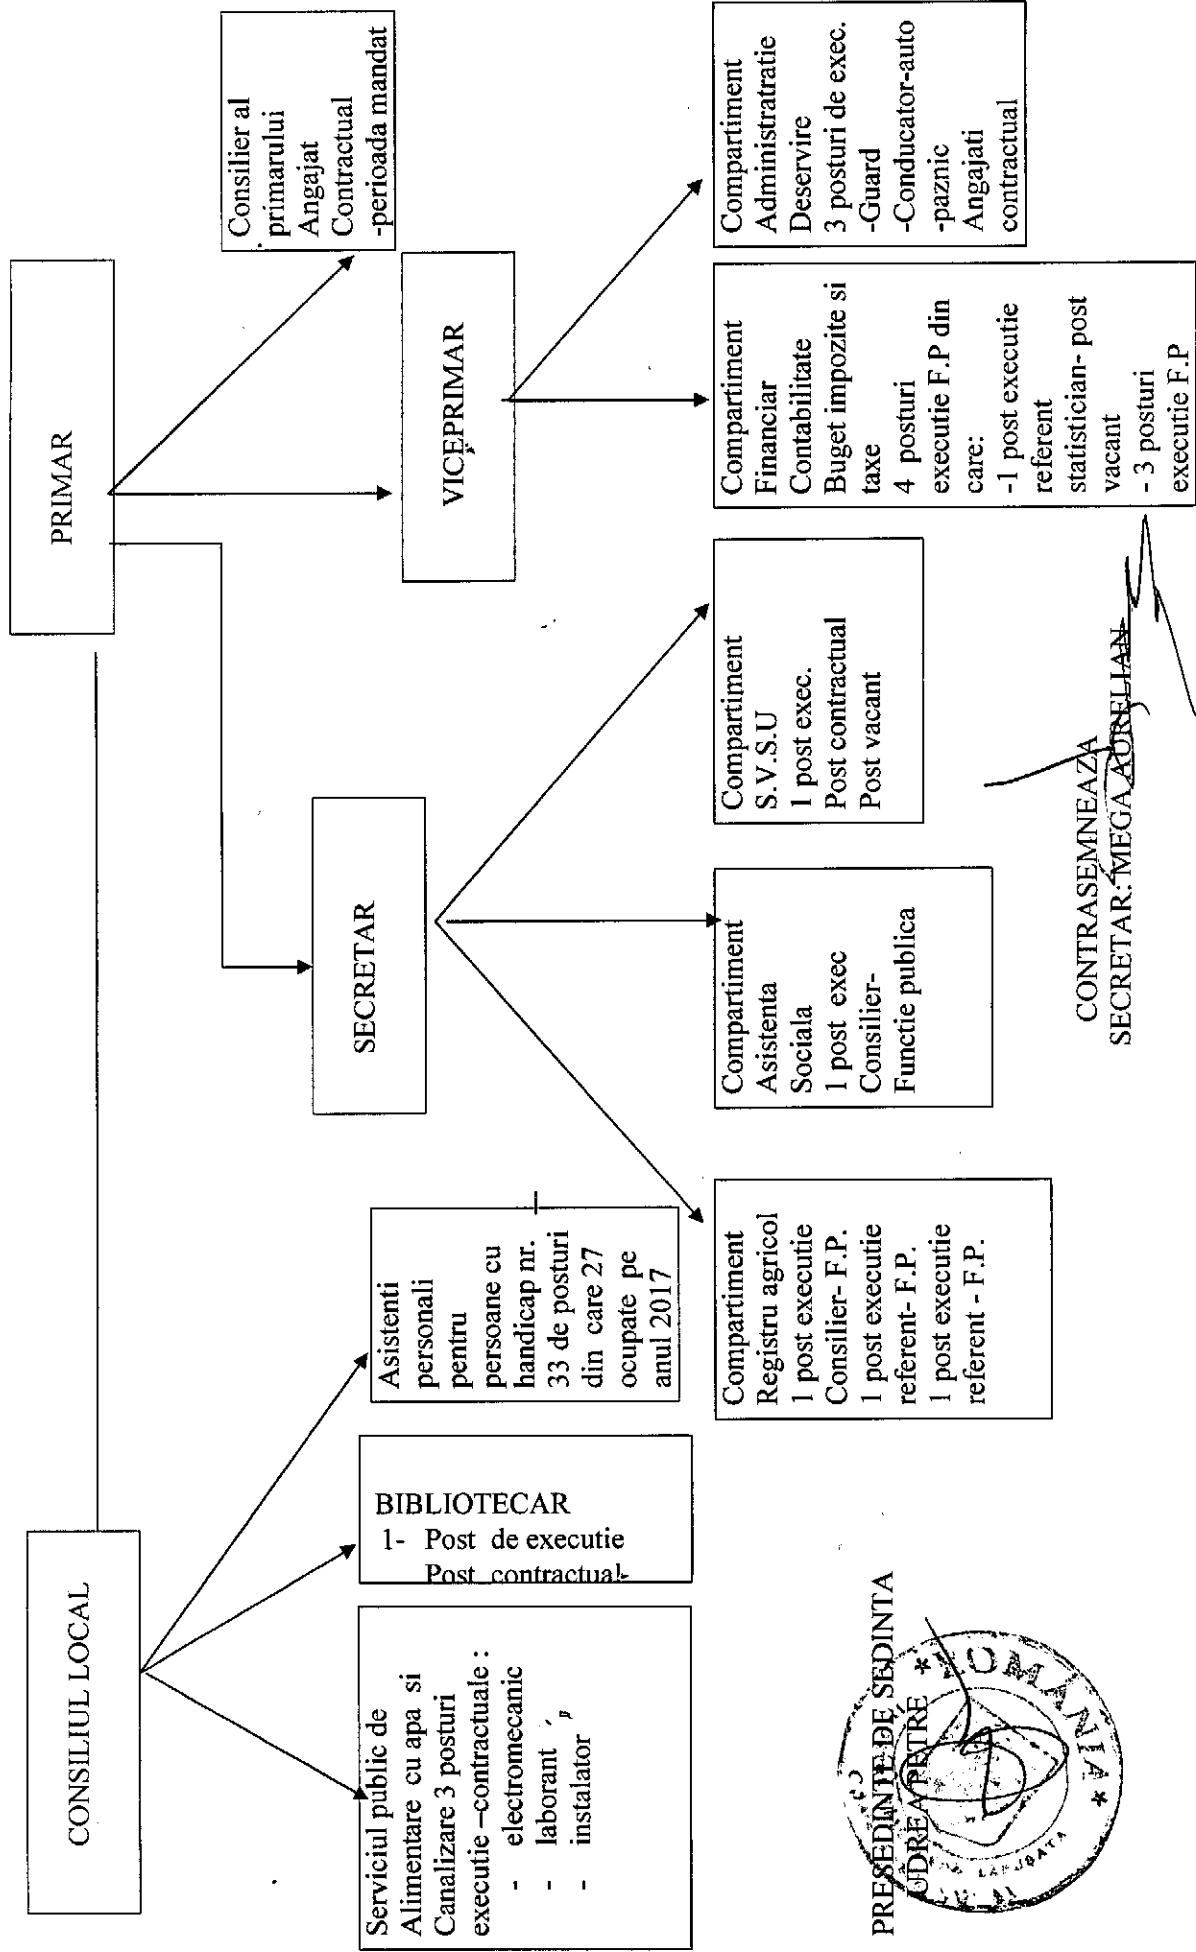 CONSILIUL LOCAL
PRIMAR
Consilier al
primarului
Angajat
Contractual
-perioada mandat
SECRETAR
VICEPRIMAR
Serviciul public de
Alimentare cu apa si
Canalizare 3 posturi
executie –contractuale :
- electromecanic
- laborant
- instalator
BIBLIOTECAR
1- Post de executie
Post contractual-
Asistenti
personali
pentru
persoane cu
handicap nr.
33 de posturi
din care 27
ocupate pe
anul 2017
Compartiment
Registru agricol
1 post executie
Consilier- F.P.
1 post executie
referent- F.P.
1 post executie
referent - F.P.
Compartiment
Asistenta
Sociala
1 post exec
Consilier-
Functie publica
Compartiment
S.V.S.U
1 post exec.
Post contractual
Post vacant
Compartiment
Financiar
Contabilitate
Buget impozite si
taxe
4 posturi
executie F.P din
care:
-1 post executie
referent
statistician- post
vacant
- 3 posturi
executie F.P
Compartiment
Administratratie
Deservire
3 posturi de exec.
-Guard
-Conducator-auto
-paznic
Angajati
contractual
PRESEDINTE DE SEDINTA
UDREA PETRE
*ROMÂNIA*
CONTRASEMNEAZA
SECRETAR: MEGA AURELIAN